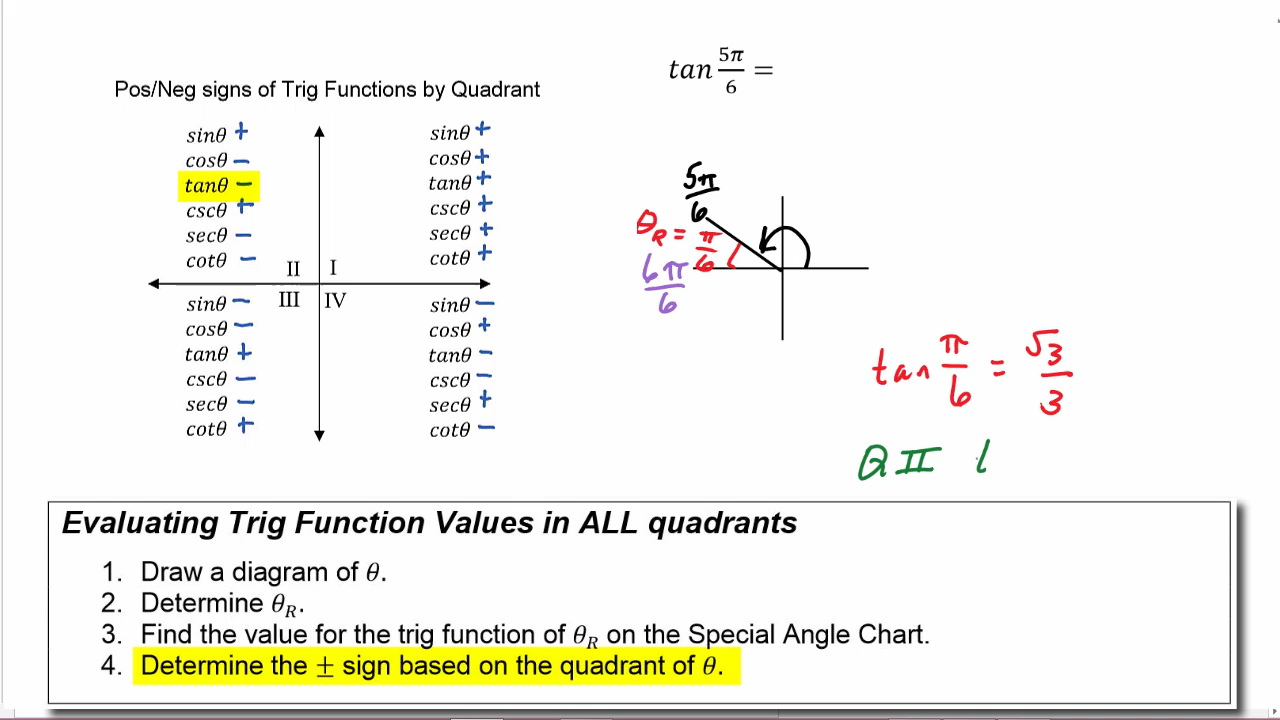 tan 5π/6 =
Pos/Neg signs of Trig Functions by Quadrant
sinθ + sinθ +
cosθ − cosθ +
tanθ − tanθ +
cscθ + cscθ +
secθ − secθ +
cotθ − cotθ +
II I
III IV
sinθ − sinθ −
cosθ − cosθ +
tanθ + tanθ −
cscθ − cscθ −
secθ − secθ +
cotθ + cotθ −
5π/6
θR = π/6
6π/6
tan π/6 = √3/3
QII
Evaluating Trig Function Values in ALL quadrants
1. Draw a diagram of θ.
2. Determine θR.
3. Find the value for the trig function of θR on the Special Angle Chart.
4. Determine the ± sign based on the quadrant of θ.